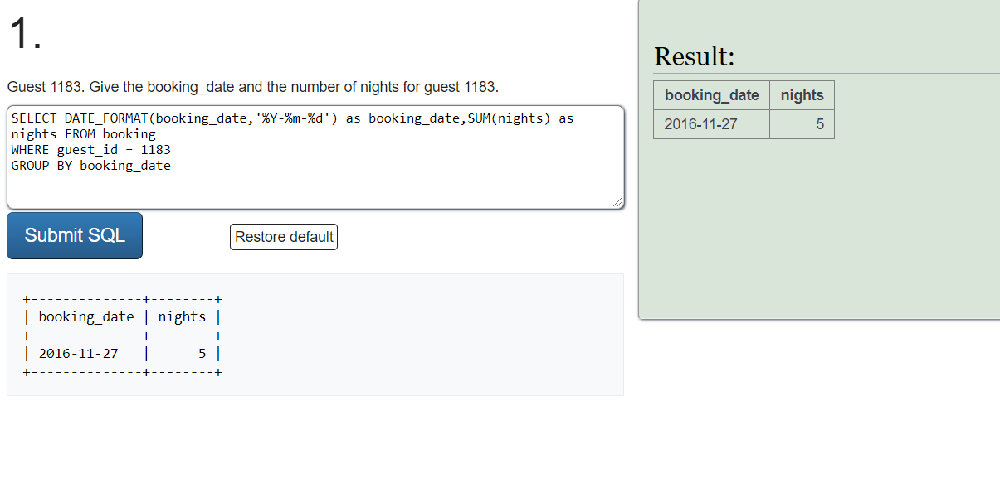 1.
Guest 1183. Give the booking_date and the number of nights for guest 1183.
SELECT DATE_FORMAT(booking_date,'%Y-%m-%d') as booking_date,SUM(nights) as
nights FROM booking
WHERE guest_id = 1183
GROUP BY booking_date
Submit SQL
Restore default
+--------------+--------+
| booking_date | nights |
+--------------+--------+
| 2016-11-27   |      5 |
+--------------+--------+
Result:
booking_date nights
2016-11-27 5